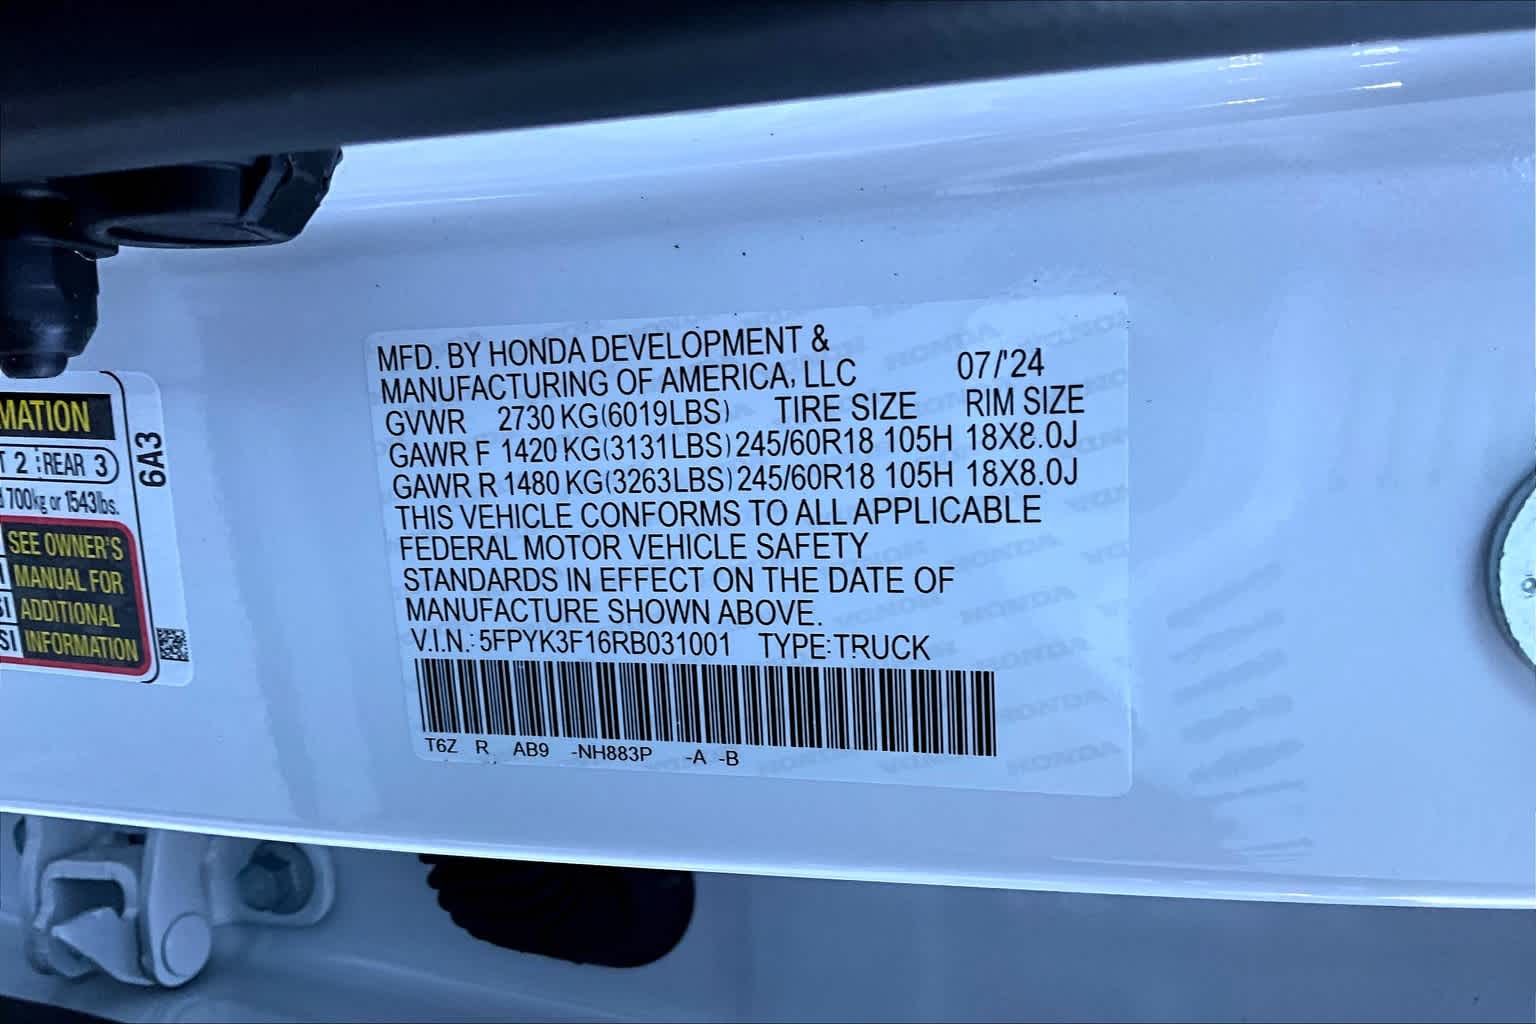 MATION
T 2 : REAR 3
700kg or 1543lbs.
SEE OWNER'S
MANUAL FOR
ADDITIONAL
SI INFORMATION
6A3
MFD. BY HONDA DEVELOPMENT &
MANUFACTURING OF AMERICA, LLC 07/'24
GVWR 2730 KG(6019LBS) TIRE SIZE RIM SIZE
GAWR F 1420 KG(3131LBS) 245/60R18 105H 18X8.0J
GAWR R 1480 KG(3263LBS) 245/60R18 105H 18X8.0J
THIS VEHICLE CONFORMS TO ALL APPLICABLE
FEDERAL MOTOR VEHICLE SAFETY
STANDARDS IN EFFECT ON THE DATE OF
MANUFACTURE SHOWN ABOVE.
V.I.N.: 5FPYK3F16RB031001 TYPE: TRUCK
T6Z R AB9 -NH883P -A -B